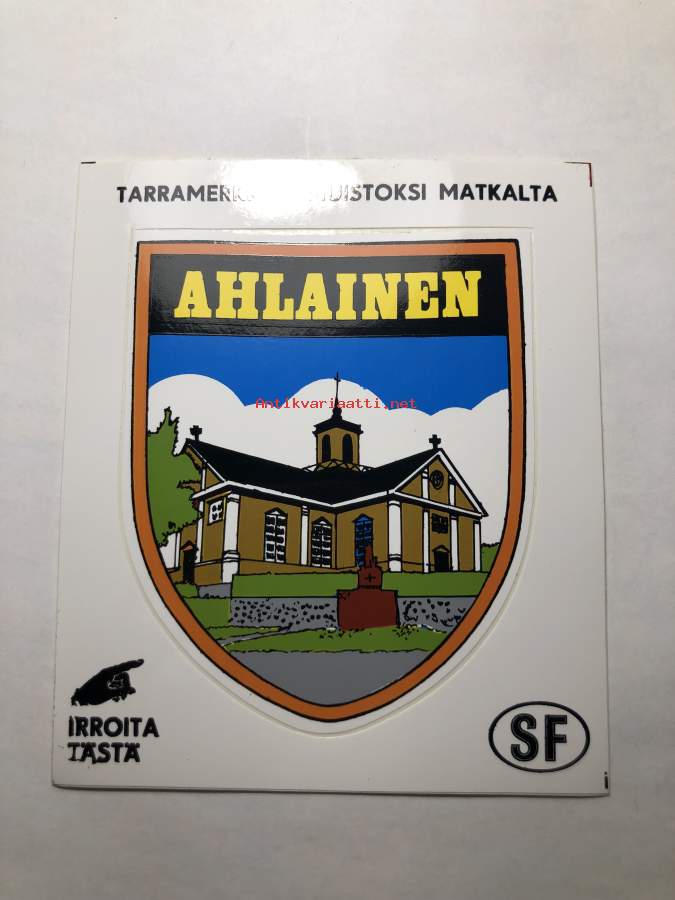 MATKALTA
AHLAINEN
Antikvariaatti.net
IRROITA
TÄSTÄ
SF